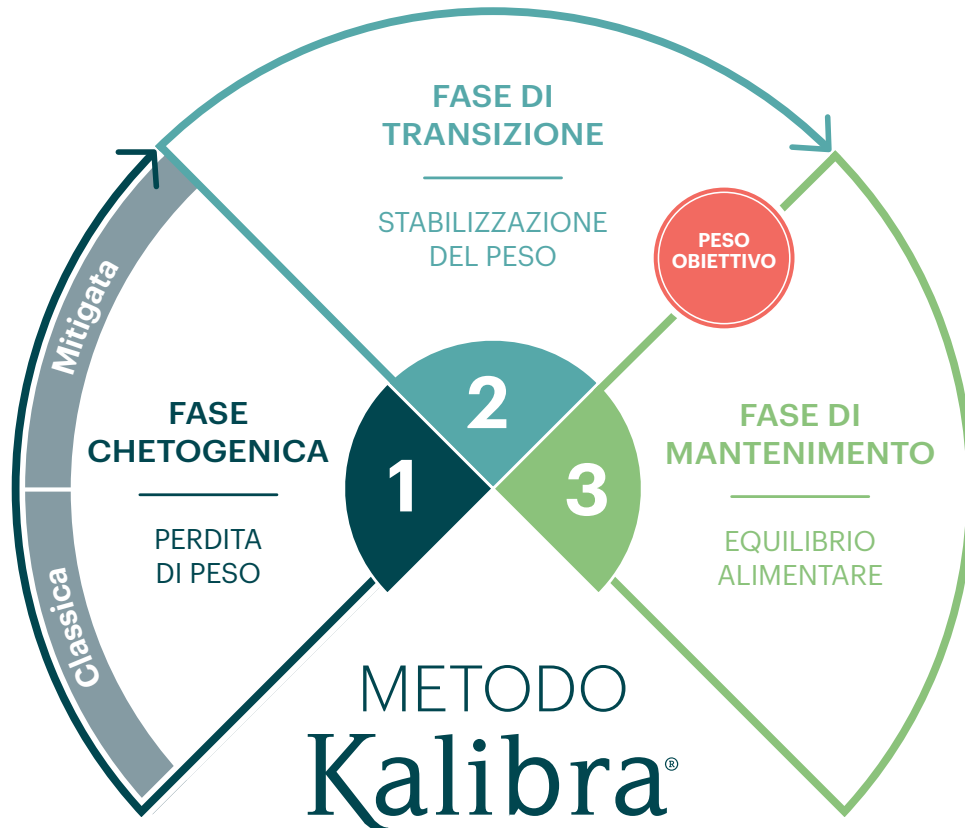 FASE DI
TRANSIZIONE
STABILIZZAZIONE
DEL PESO
PESO
OBIETTIVO
Mitigata
Classica
FASE
CHETOGENICA
PERDITA
DI PESO
1
2
3
FASE DI
MANTENIMENTO
EQUILIBRIO
ALIMENTARE
METODO
Kalibra®